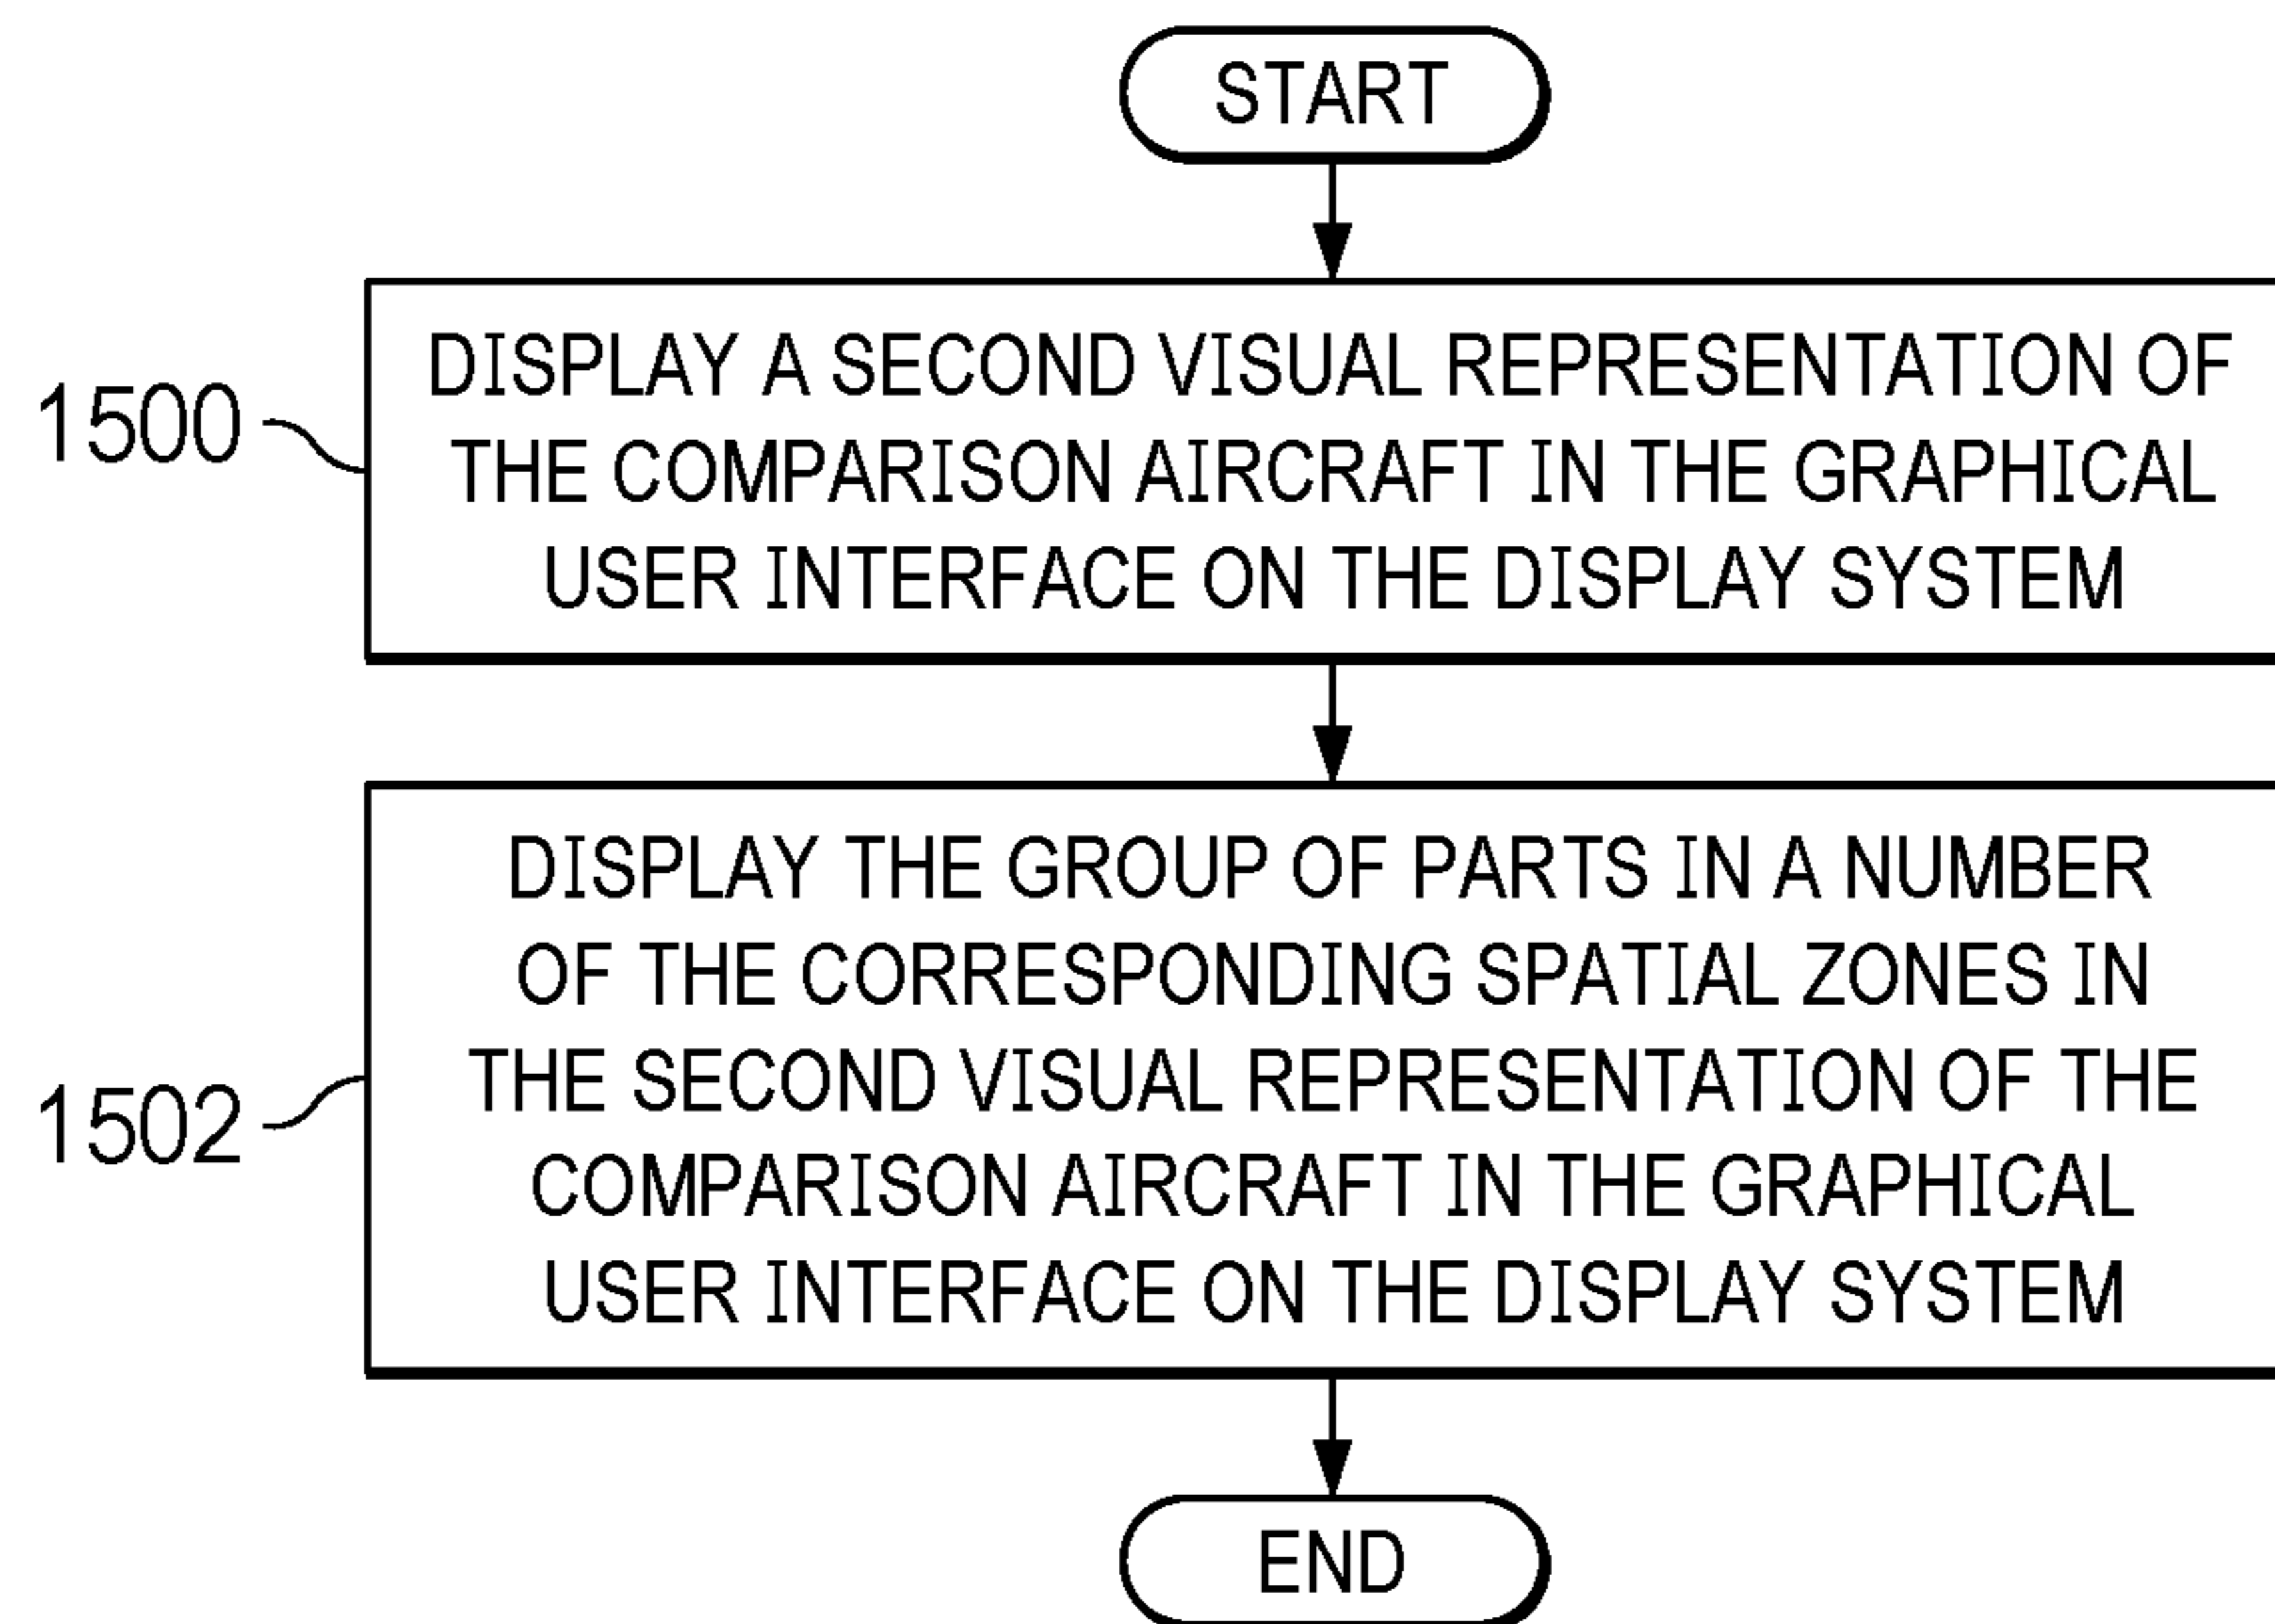 START
1500
DISPLAY A SECOND VISUAL REPRESENTATION OF
THE COMPARISON AIRCRAFT IN THE GRAPHICAL
USER INTERFACE ON THE DISPLAY SYSTEM
1502
DISPLAY THE GROUP OF PARTS IN A NUMBER
OF THE CORRESPONDING SPATIAL ZONES IN
THE SECOND VISUAL REPRESENTATION OF THE
COMPARISON AIRCRAFT IN THE GRAPHICAL
USER INTERFACE ON THE DISPLAY SYSTEM
END